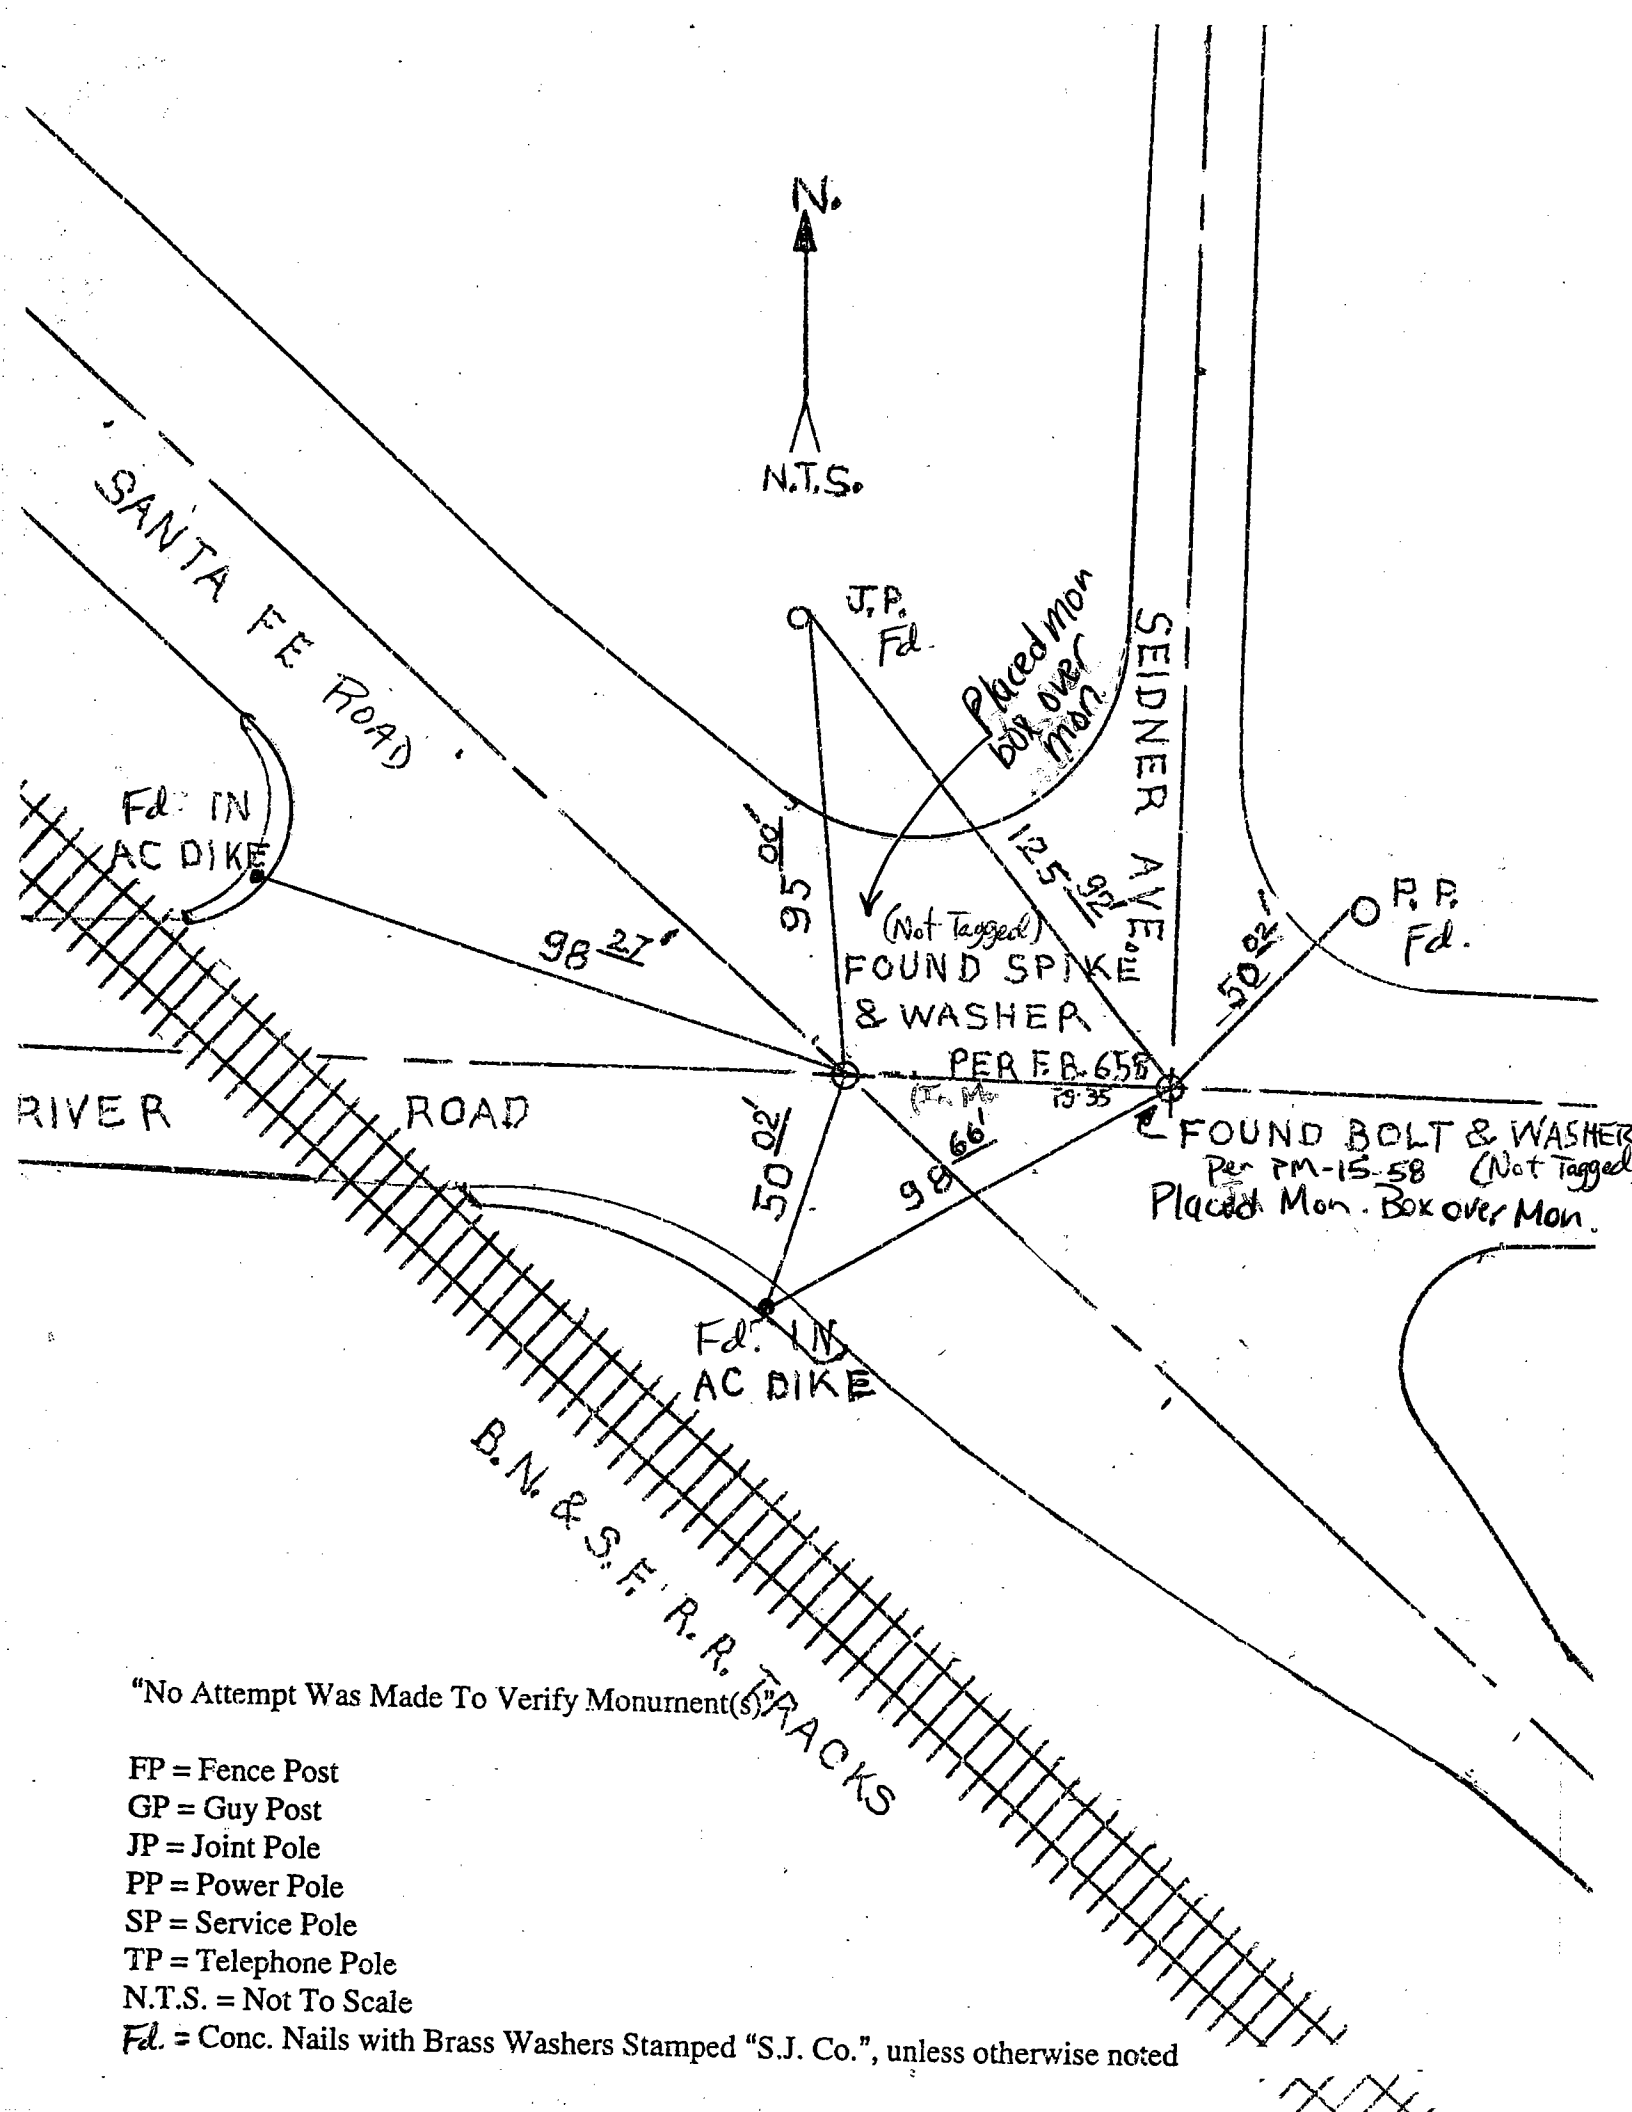 N.
N.T.S.
SANTA FE ROAD
J.P.
Fd.
Placed mon
box over
mon
SEIDNER AVE.
Fd. IN
AC DIKE
95 00'
125 92'
98 27'
50 02'
P. P.
Fd.
(Not Tagged)
FOUND SPIKE
& WASHER
PER F.B. 658
Pg. 35
RIVER ROAD
50 02'
98 66'
FOUND BOLT & WASHER
Per PM-15-58 (Not Tagged
Placed Mon. Box over Mon.
Fd. IN
AC DIKE
B.N. & S.F. R.R. TRACKS
“No Attempt Was Made To Verify Monument(s)”
FP = Fence Post
GP = Guy Post
JP = Joint Pole
PP = Power Pole
SP = Service Pole
TP = Telephone Pole
N.T.S. = Not To Scale
Fd. = Conc. Nails with Brass Washers Stamped “S.J. Co.”, unless otherwise noted